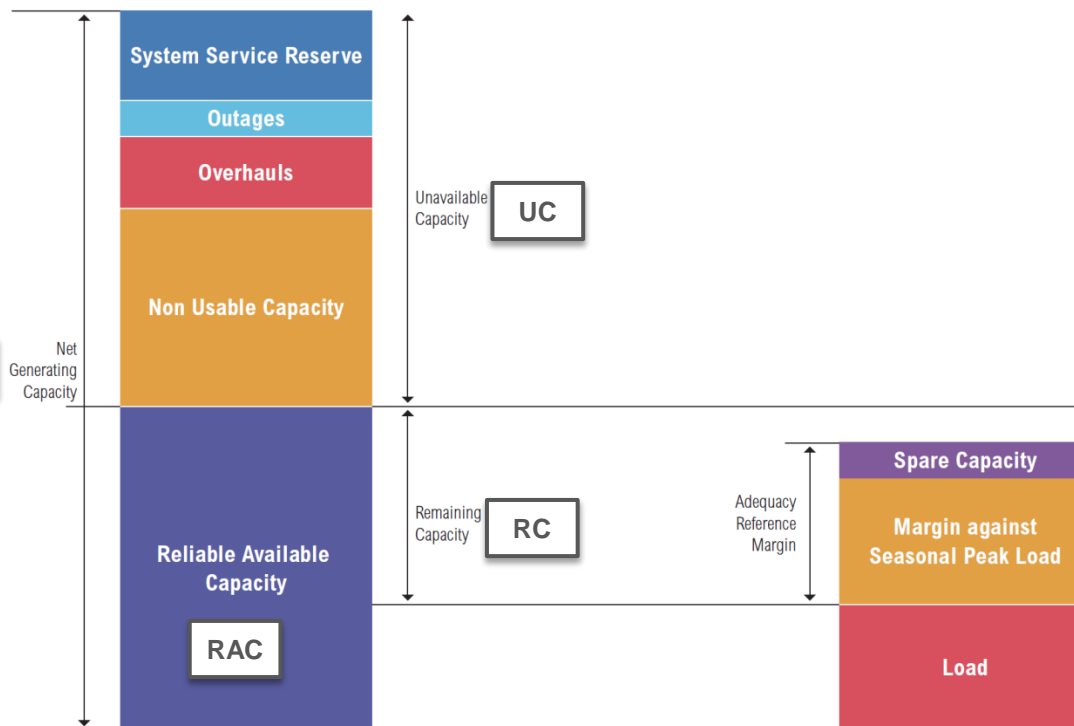 System Service Reserve
Outages
Overhauls
Non Usable Capacity
Net
Generating
Capacity
Unavailable
Capacity
UC
Reliable Available
Capacity
RAC
Remaining
Capacity
RC
Adequacy
Reference
Margin
Spare Capacity
Margin against
Seasonal Peak Load
Load